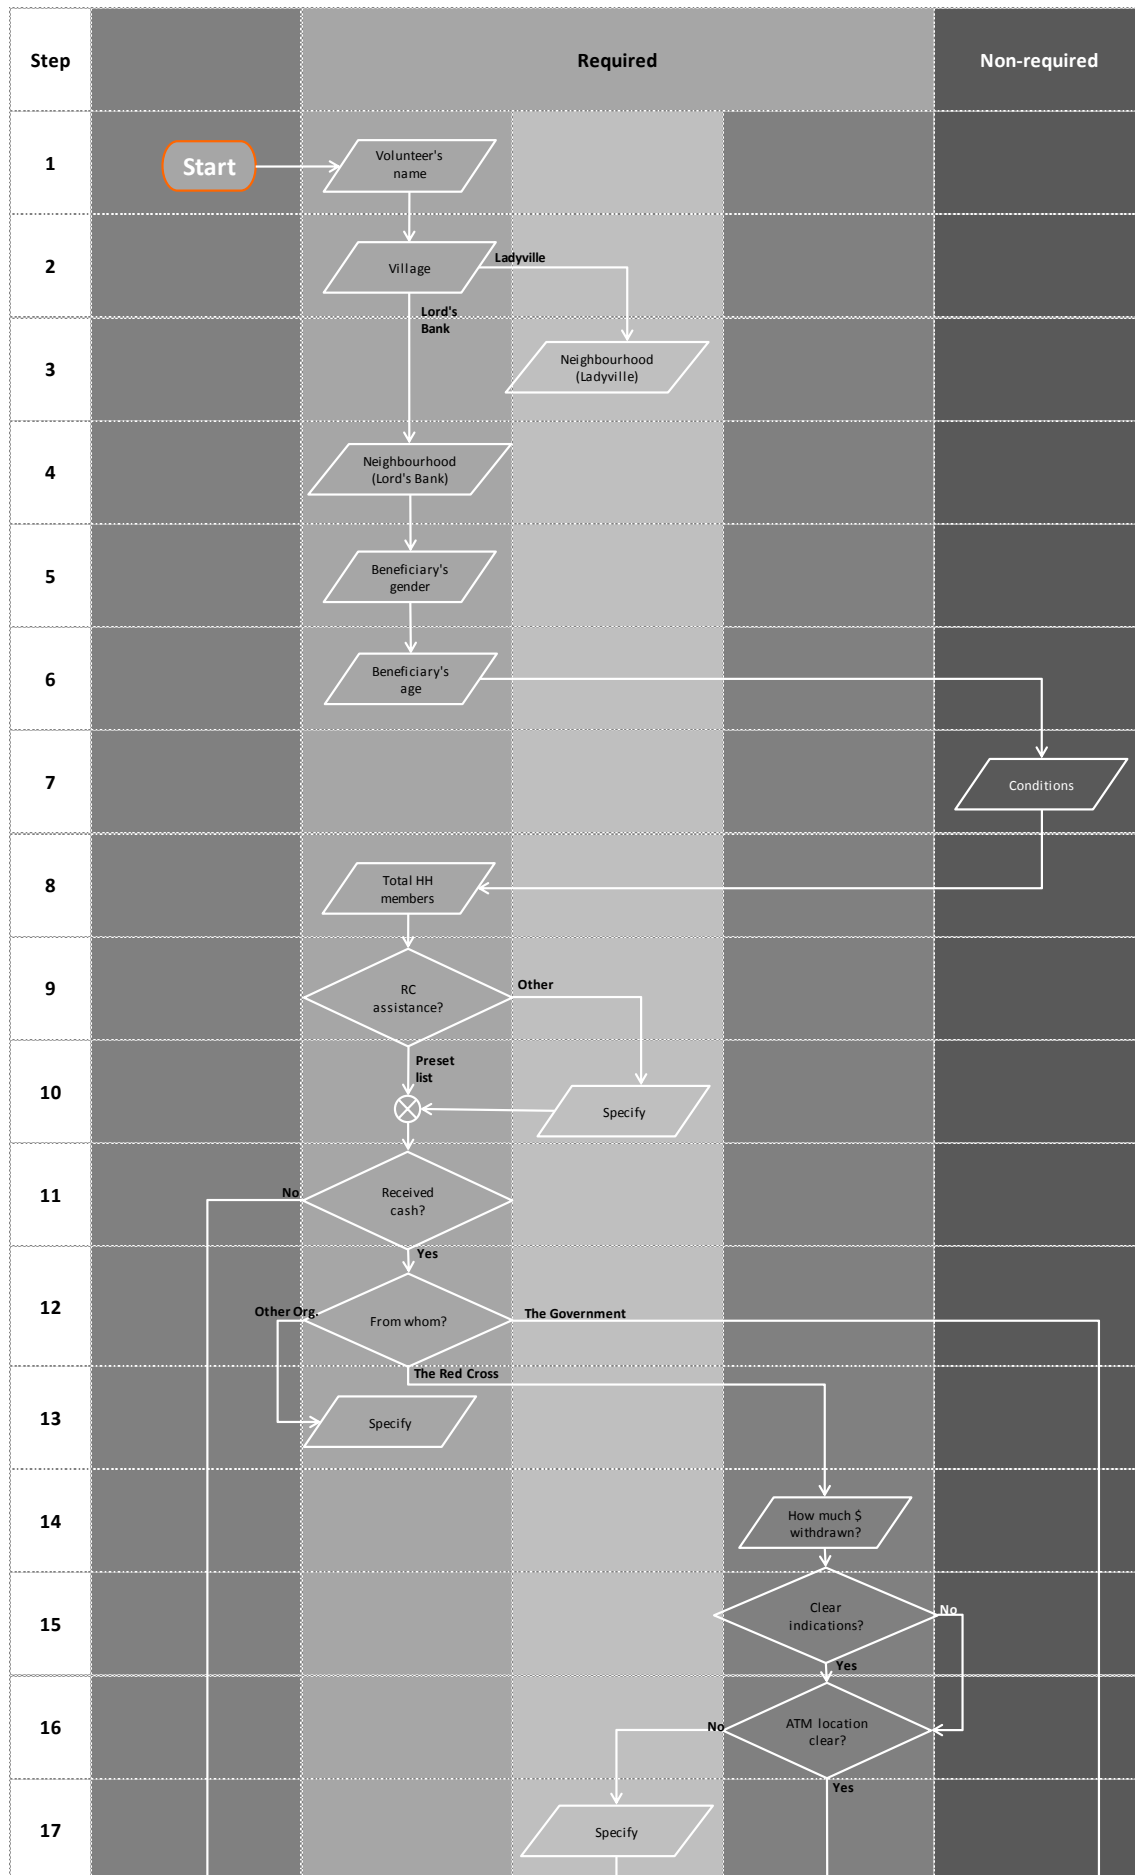 Step
Required
Non-required
1
Start
Volunteer's
name
2
Village
Ladyville
Lord's
Bank
3
Neighbourhood
(Ladyville)
4
Neighbourhood
(Lord's Bank)
5
Beneficiary's
gender
6
Beneficiary's
age
7
Conditions
8
Total HH
members
9
RC
assistance?
Other
Preset
list
10
Specify
11
No
Received
cash?
Yes
12
Other Org.
From whom?
The Government
The Red Cross
13
Specify
14
How much $
withdrawn?
15
Clear
indications?
No
Yes
16
No
ATM location
clear?
Yes
17
Specify